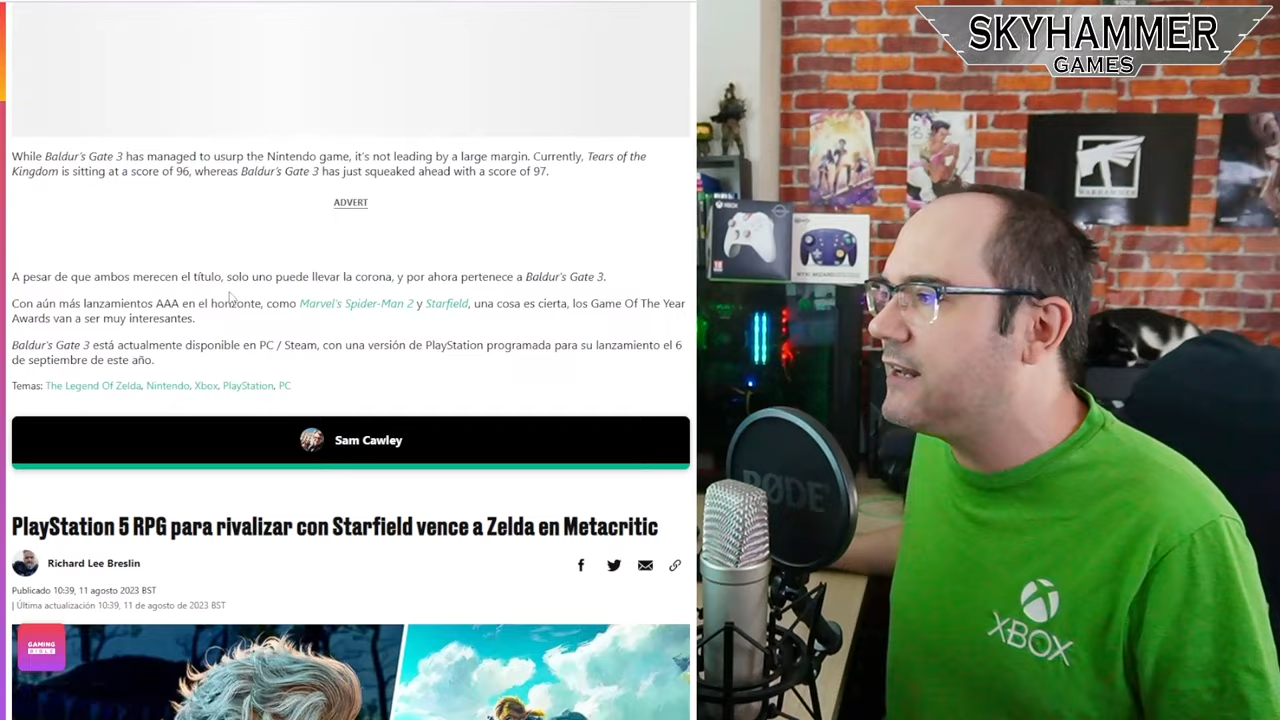 While Baldur's Gate 3 has managed to usurp the Nintendo game, it's not leading by a large margin. Currently, Tears of the
Kingdom is sitting at a score of 96, whereas Baldur's Gate 3 has just squeaked ahead with a score of 97.
ADVERT
A pesar de que ambos merecen el título, solo uno puede llevar la corona, y por ahora pertenece a Baldur's Gate 3.
Con aún más lanzamientos AAA en el horizonte, como Marvel's Spider-Man 2 y Starfield, una cosa es cierta, los Game Of The Year
Awards van a ser muy interesantes.
Baldur's Gate 3 está actualmente disponible en PC / Steam, con una versión de PlayStation programada para su lanzamiento el 6
de septiembre de este año.
Temas: The Legend Of Zelda, Nintendo, Xbox, PlayStation, PC
Sam Cawley
PlayStation 5 RPG para rivalizar con Starfield vence a Zelda en Metacritic
Richard Lee Breslin
Publicado 10:39, 11 agosto 2023 BST
| Última actualización 10:39, 11 de agosto de 2023 BST
GAMING
BIBLE
SKYHAMMER
GAMES
WARHAMMER
XBOX
RØDE
XBOX